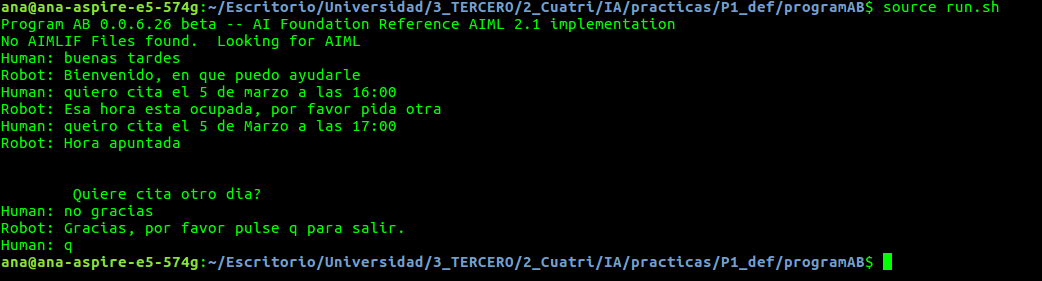 ana@ana-aspire-e5-574g:~/Escritorio/Universidad/3_TERCERO/2_Cuatri/IA/practicas/P1_def/programAB$ source run.sh
Program AB 0.0.6.26 beta -- AI Foundation Reference AIML 2.1 implementation
No AIMLIF Files found.  Looking for AIML
Human: buenas tardes
Robot: Bienvenido, en que puedo ayudarle
Human: quiero cita el 5 de marzo a las 16:00
Robot: Esa hora esta ocupada, por favor pida otra
Human: queiro cita el 5 de Marzo a las 17:00
Robot: Hora apuntada
Quiere cita otro dia?
Human: no gracias
Robot: Gracias, por favor pulse q para salir.
Human: q
ana@ana-aspire-e5-574g:~/Escritorio/Universidad/3_TERCERO/2_Cuatri/IA/practicas/P1_def/programAB$